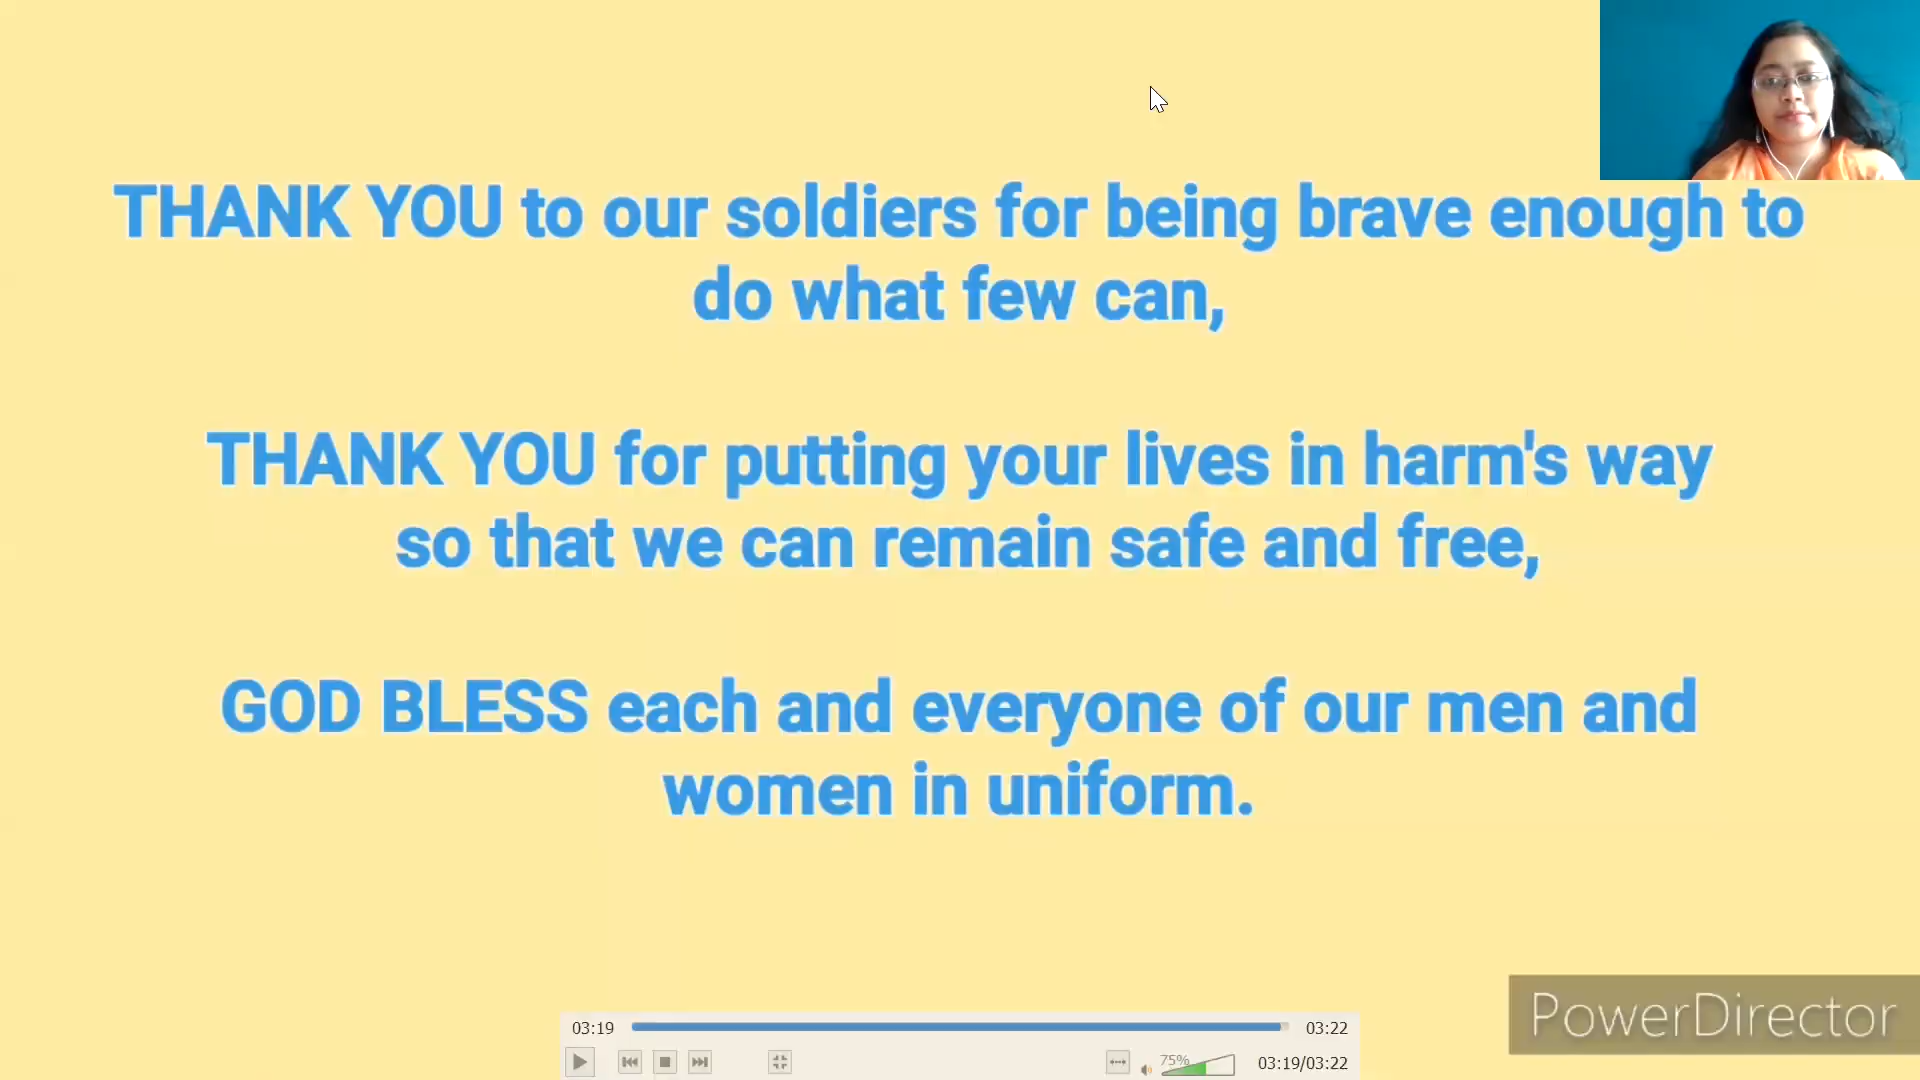 THANK YOU to our soldiers for being brave enough to
do what few can,
THANK YOU for putting your lives in harm's way
so that we can remain safe and free,
GOD BLESS each and everyone of our men and
women in uniform.
PowerDirector
03:19 03:22
75% 03:19/03:22